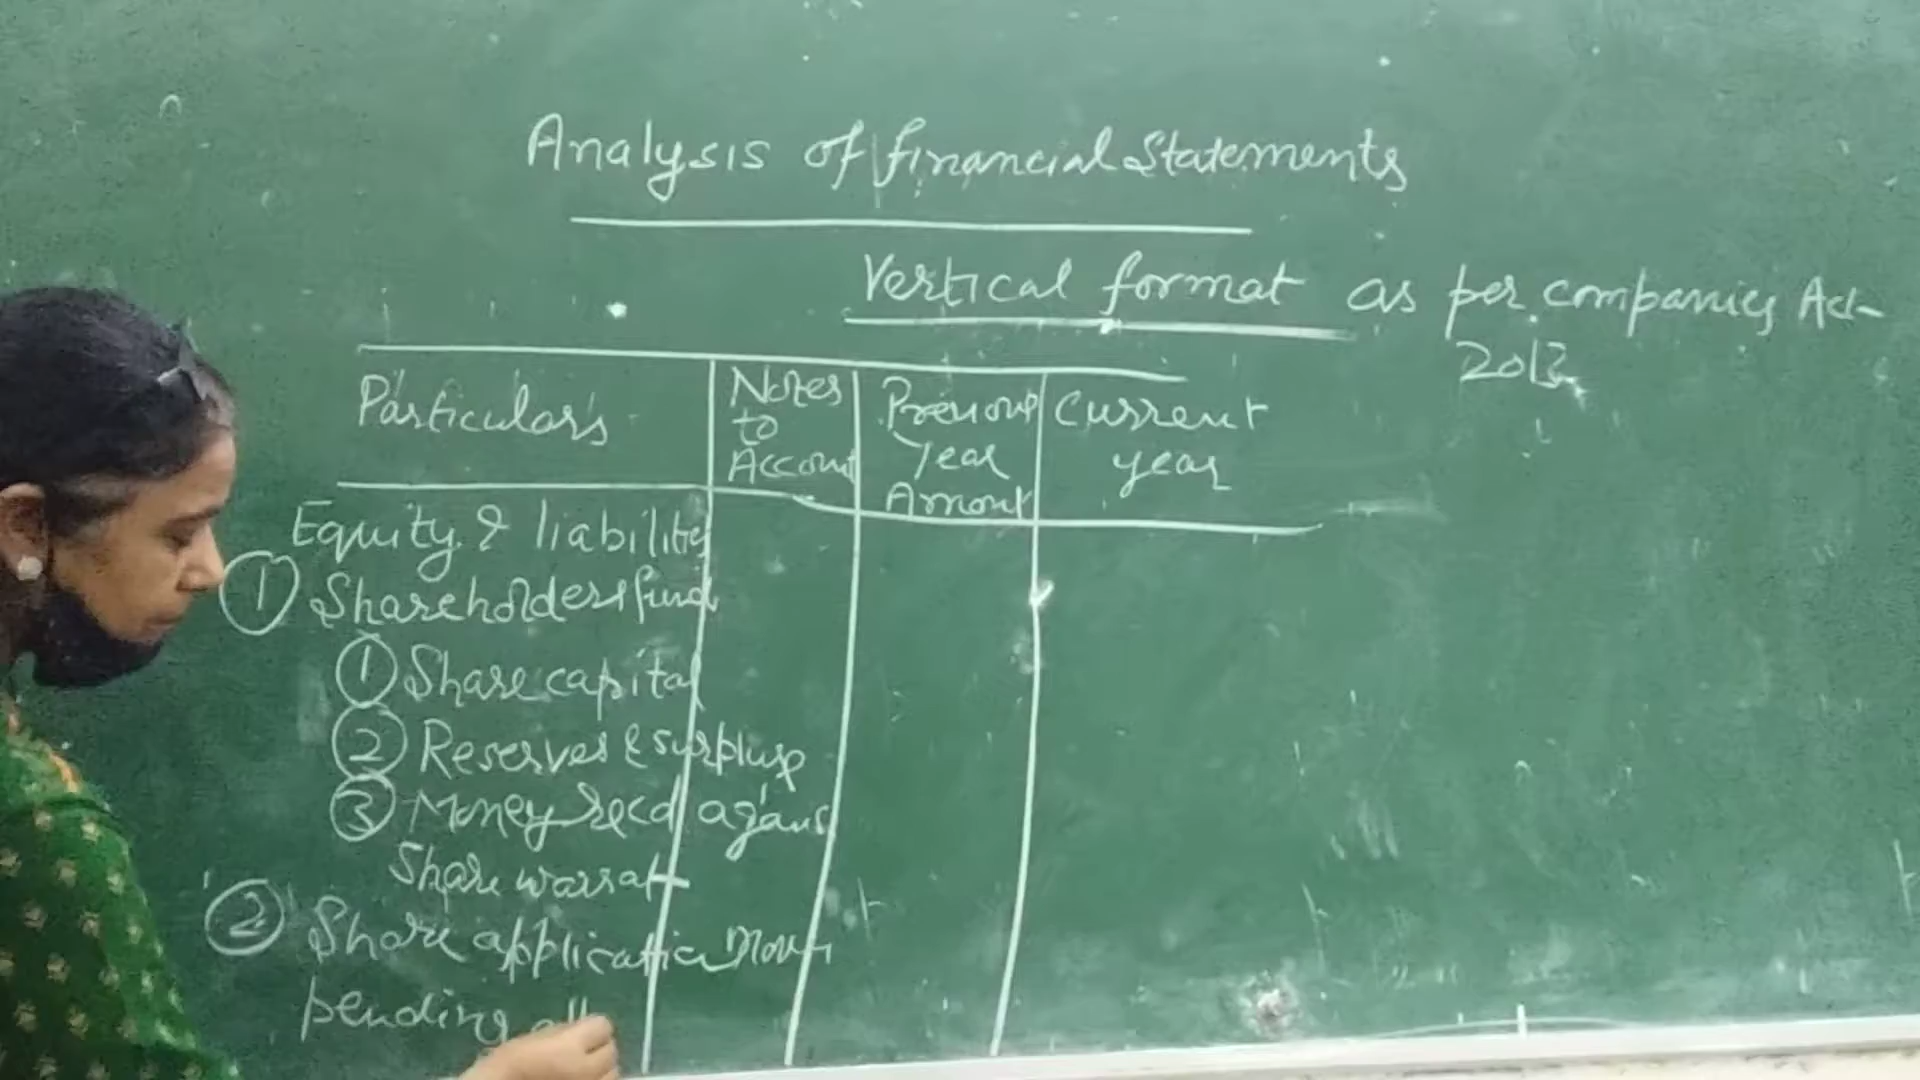 Analysis of financial Statements
Vertical format as per companies Act
2013
Particulars
Notes
to
Account
Previous
Year
Amount
Current
year
Equity & liabilities
① Shareholders fund
① Share capital
② Reserves & surplus
③ Money recd against
Share warrant
② Share application money
pending all